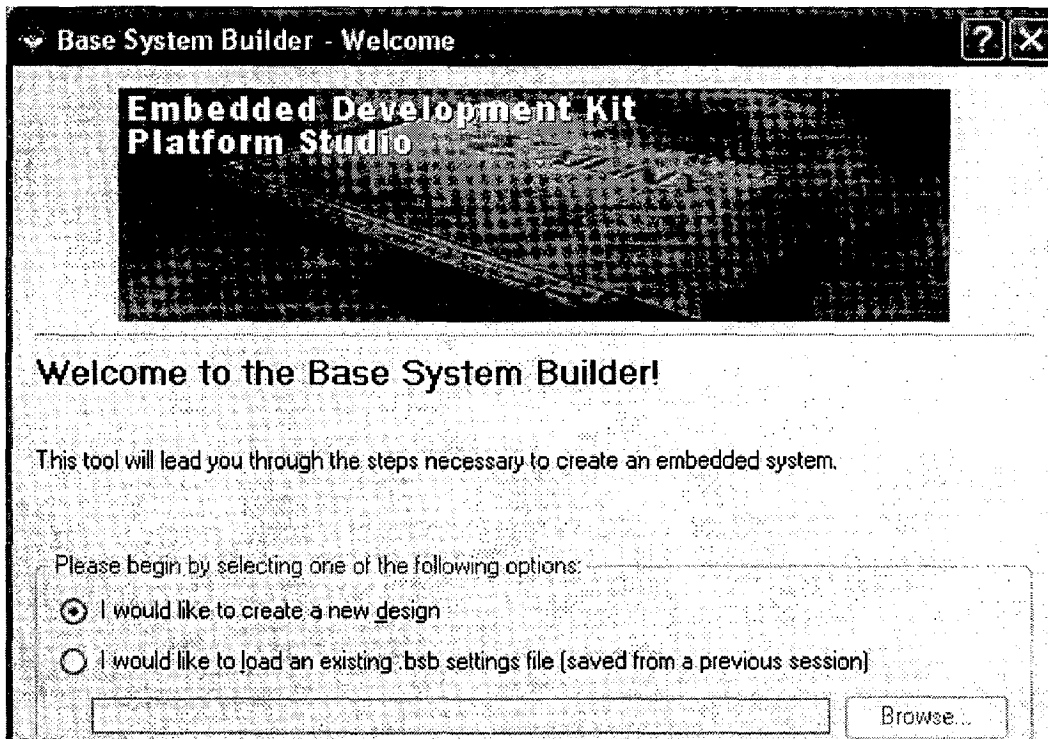 Base System Builder - Welcome
Embedded Development Kit
Platform Studio
Welcome to the Base System Builder!
This tool will lead you through the steps necessary to create an embedded system.
Please begin by selecting one of the following options:
I would like to create a new design
I would like to load an existing .bsb settings file (saved from a previous session)
Browse...